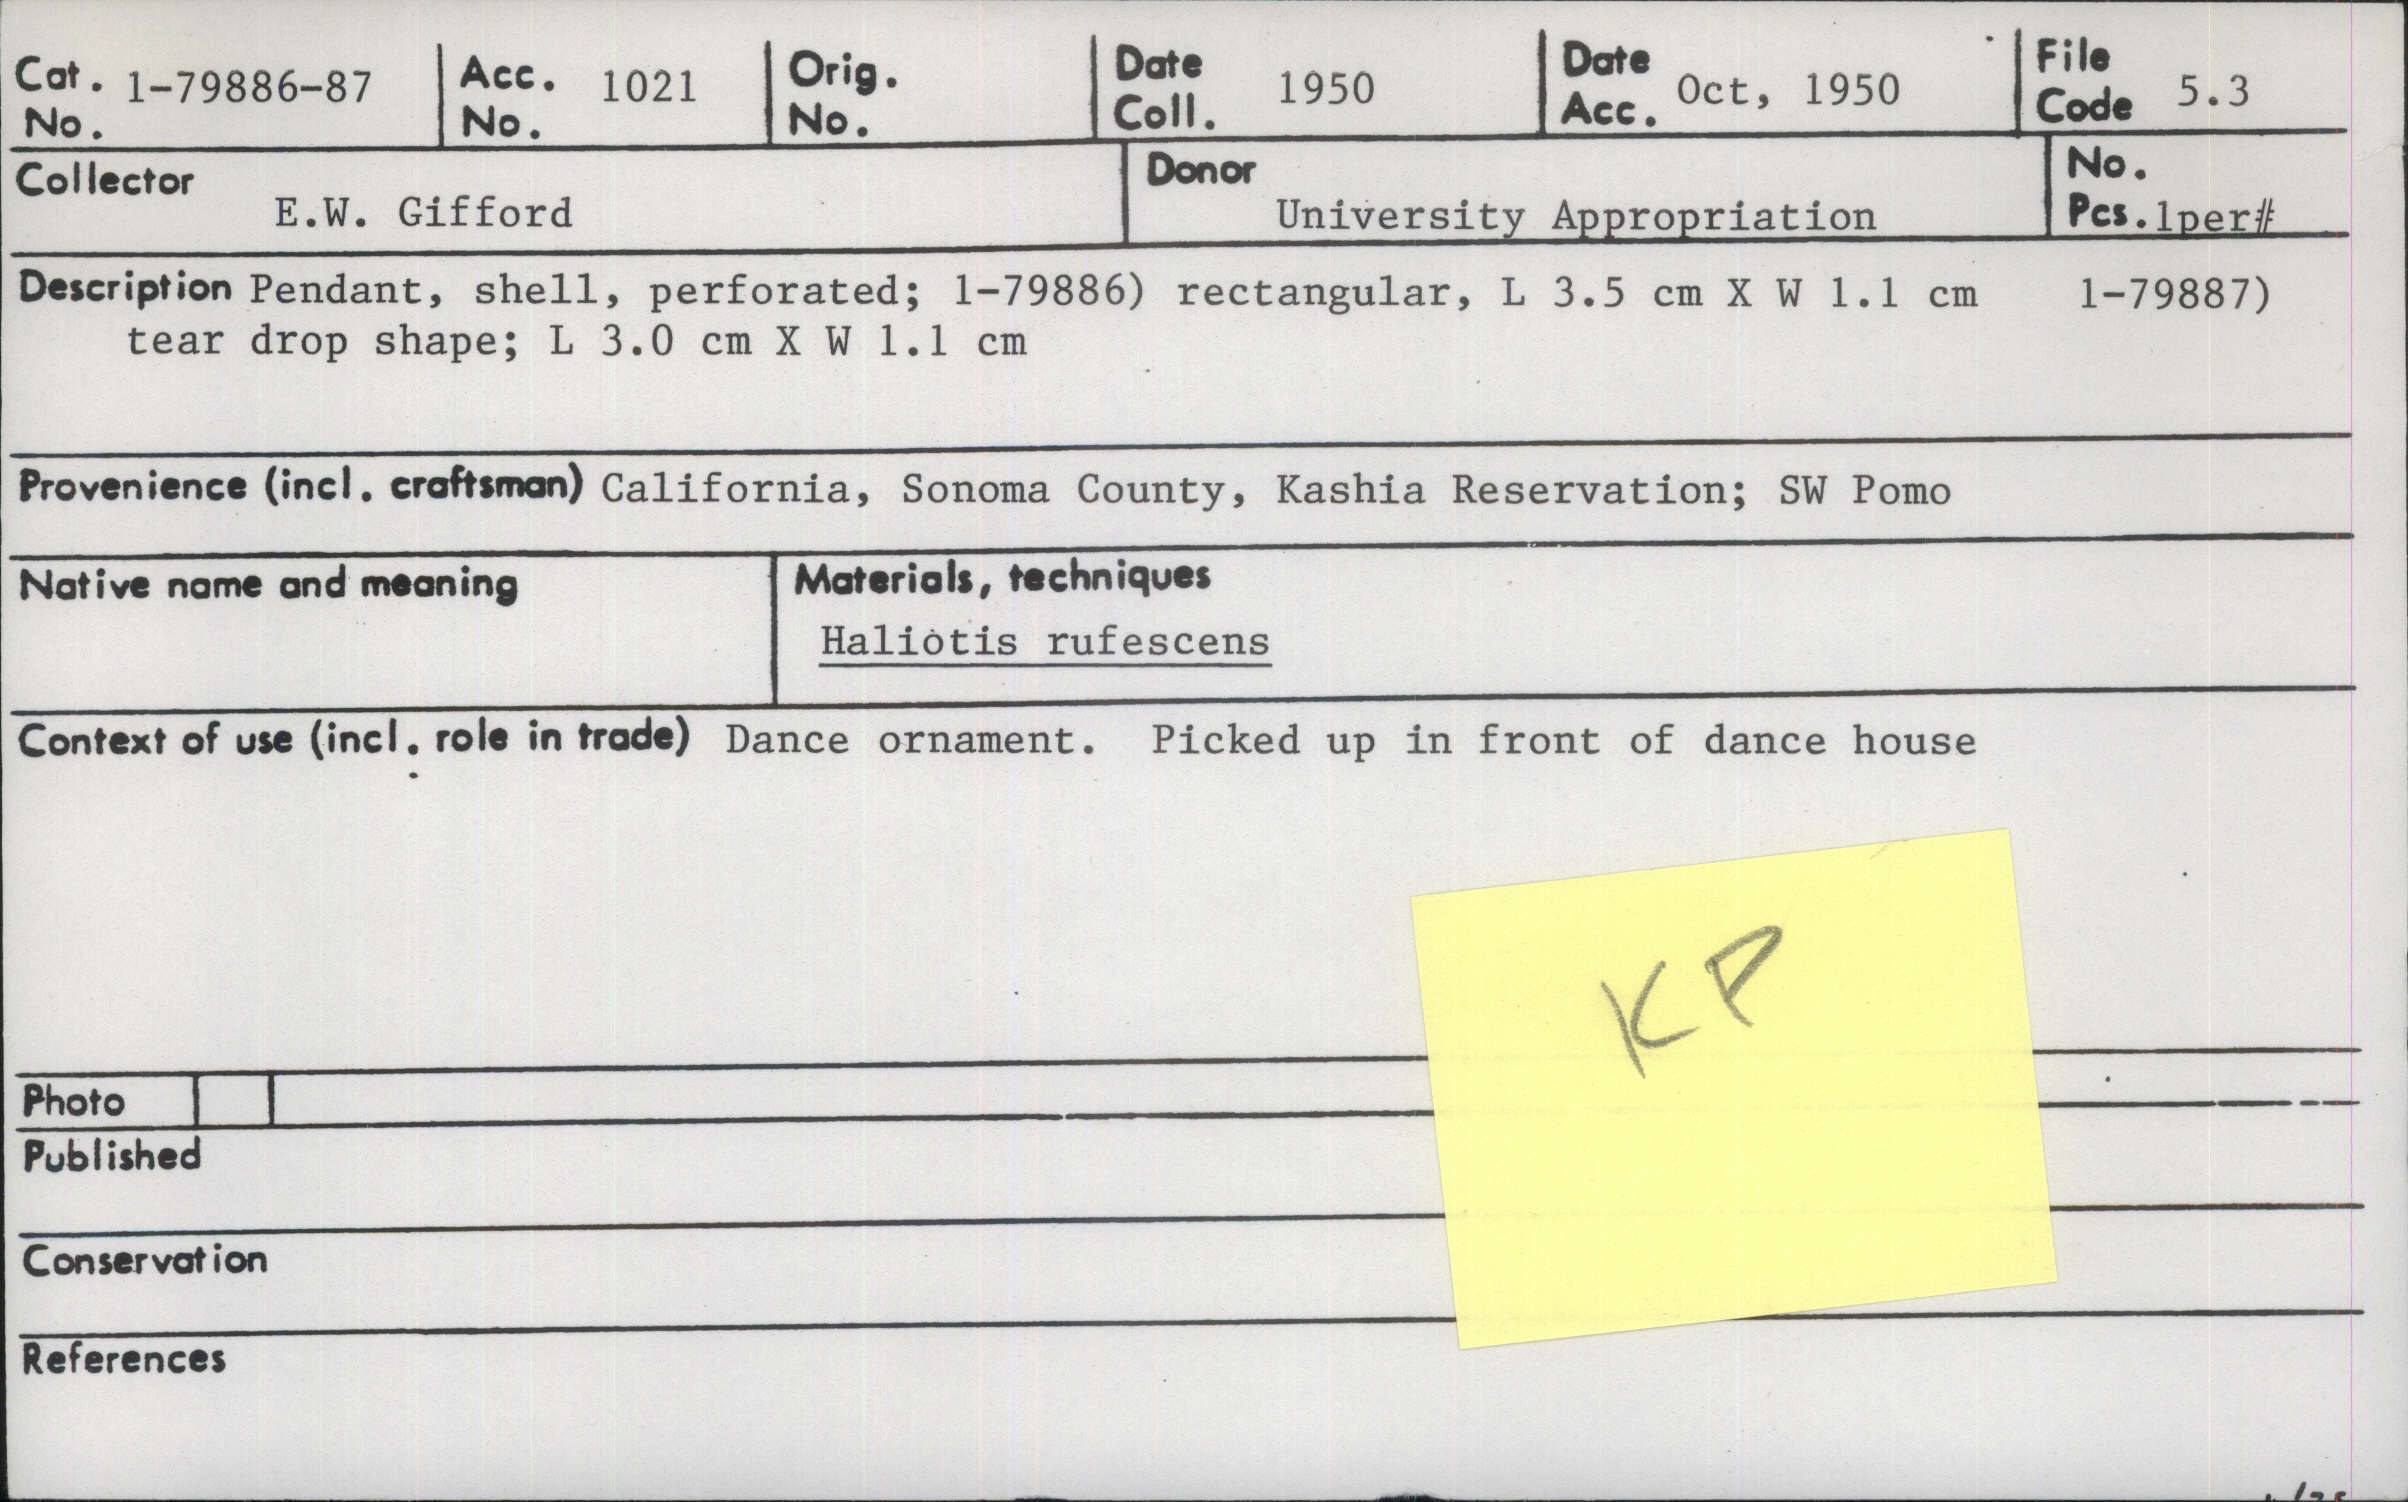 Cat. No. 1-79886-87 Acc. No. 1021 Orig. No. Date Coll. 1950 Date Acc. Oct, 1950 File Code 5.3
Collector E.W. Gifford Donor University Appropriation No. Pcs. 1per#
Description Pendant, shell, perforated; 1-79886) rectangular, L 3.5 cm X W 1.1 cm 1-79887)
tear drop shape; L 3.0 cm X W 1.1 cm
Provenience (incl. craftsman) California, Sonoma County, Kashia Reservation; SW Pomo
Native name and meaning Materials, techniques
Haliotis rufescens
Context of use (incl. role in trade) Dance ornament. Picked up in front of dance house
KP
Photo
Published
Conservation
References